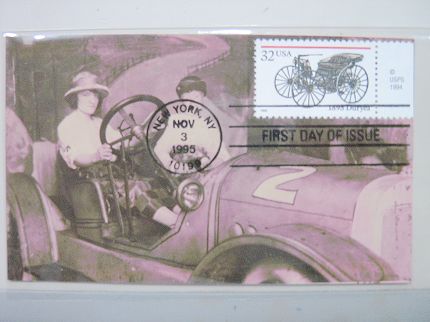 32 USA
©
USPS
1994
1893 Duryea
NEW YORK, NY
NOV
3
1995
10199
FIRST DAY OF ISSUE
2